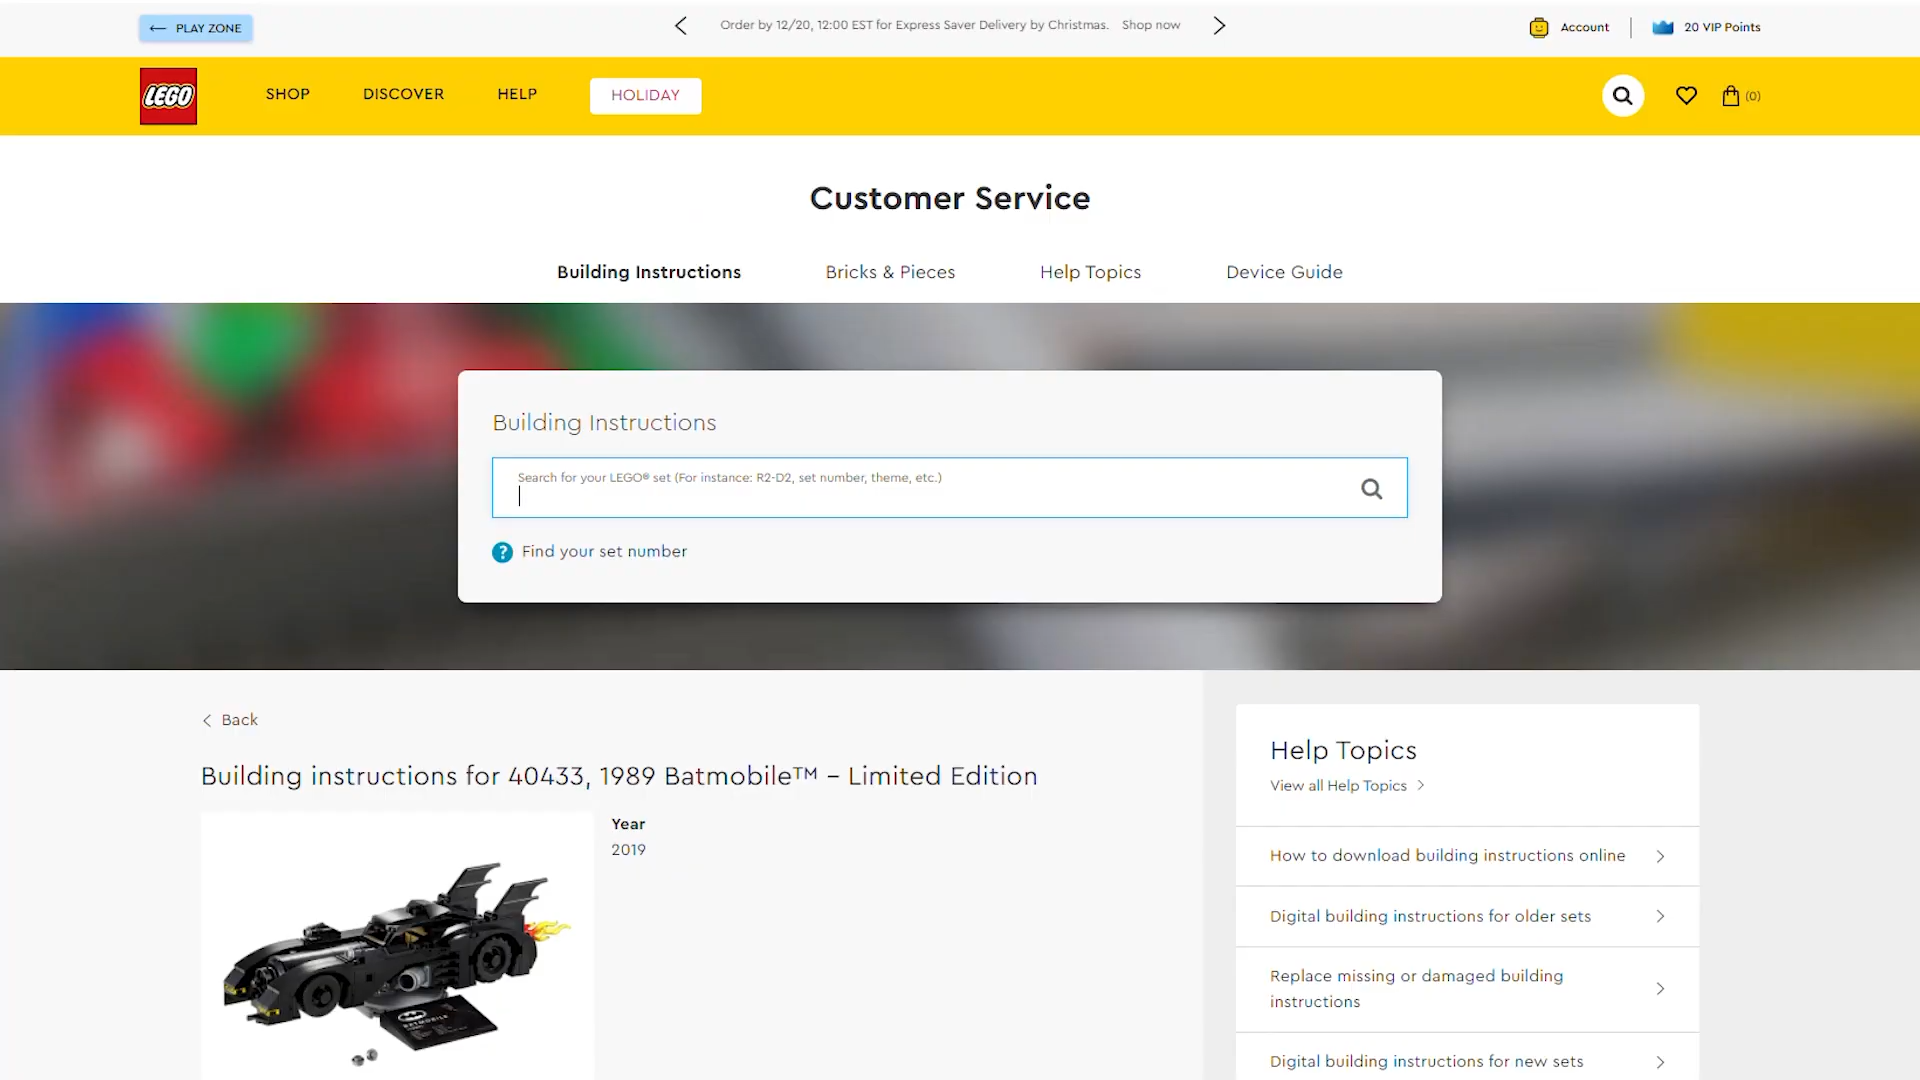 PLAY ZONE
Order by 12/20, 12:00 EST for Express Saver Delivery by Christmas. Shop now
Account
20 VIP Points
LEGO
SHOP
DISCOVER
HELP
HOLIDAY
(0)
Customer Service
Building Instructions
Bricks & Pieces
Help Topics
Device Guide
Building Instructions
Search for your LEGO® set (For instance: R2-D2, set number, theme, etc.)
? Find your set number
Back
Building instructions for 40433, 1989 Batmobile™ – Limited Edition
Year
2019
BATMOBILE
Help Topics
View all Help Topics
How to download building instructions online
Digital building instructions for older sets
Replace missing or damaged building
instructions
Digital building instructions for new sets